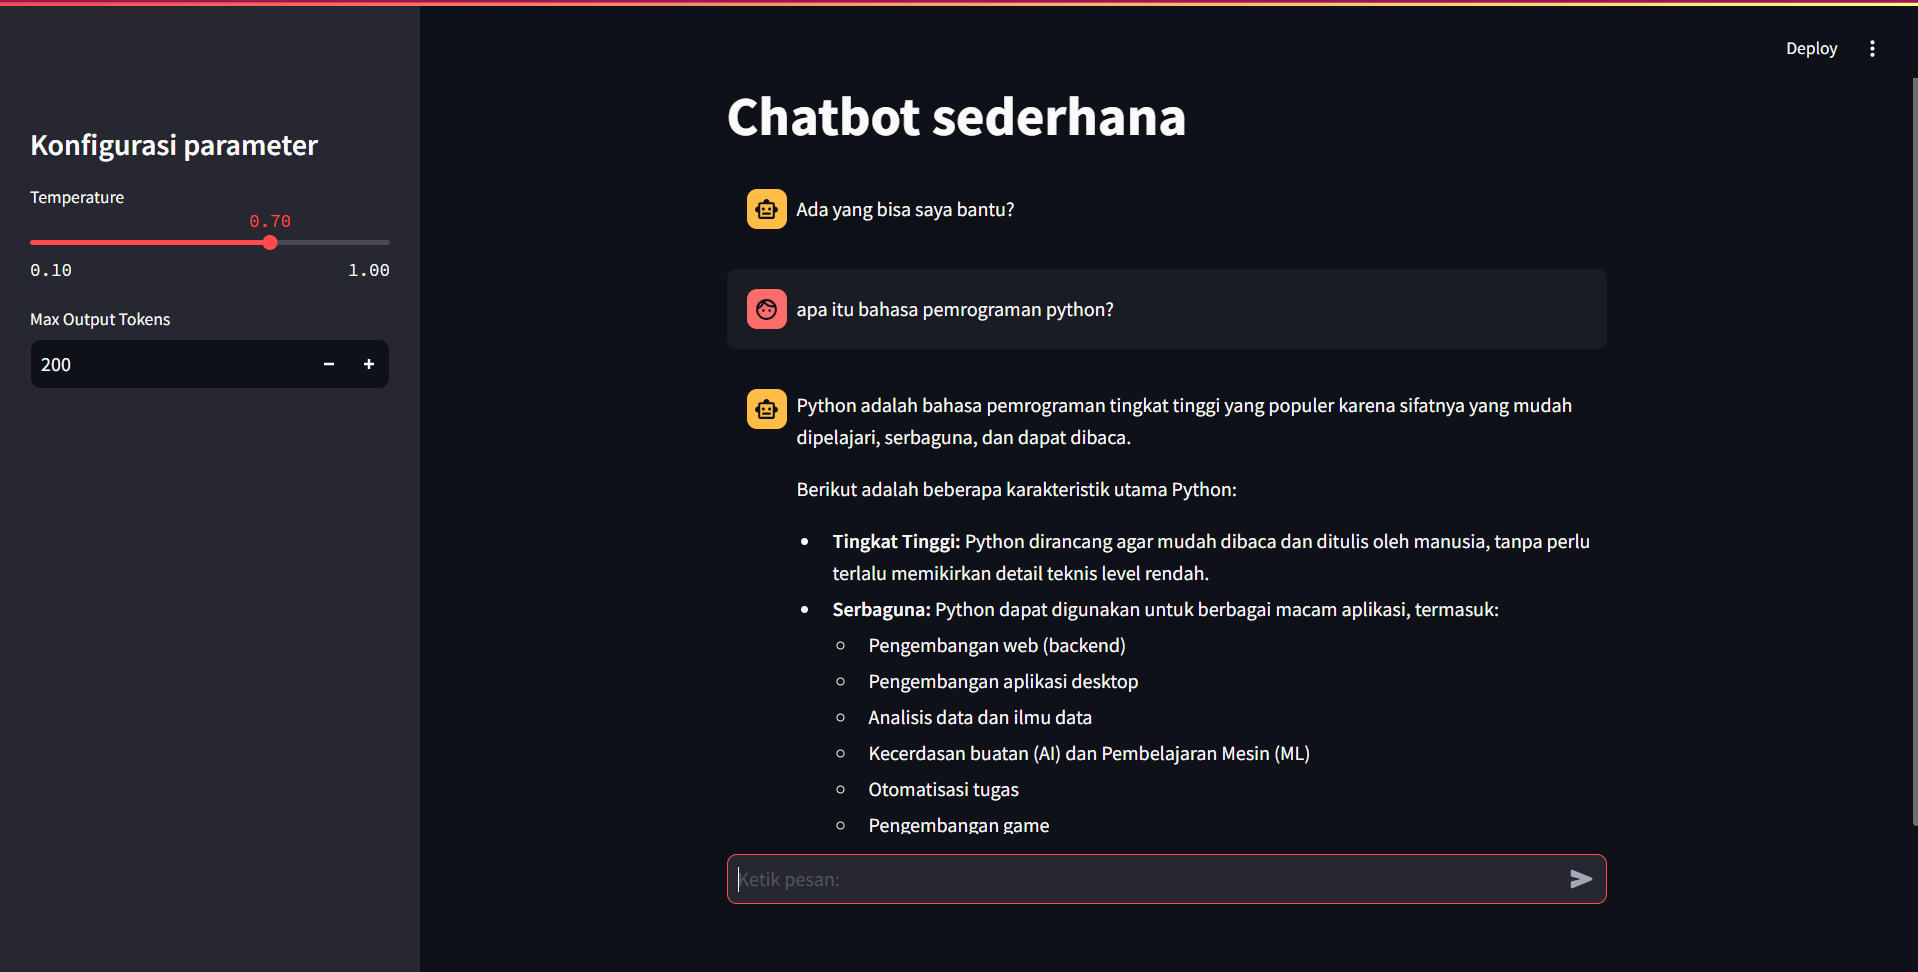 Deploy
Konfigurasi parameter
Temperature
0.70
0.10 1.00
Max Output Tokens
200 − +
Chatbot sederhana
Ada yang bisa saya bantu?
apa itu bahasa pemrograman python?
Python adalah bahasa pemrograman tingkat tinggi yang populer karena sifatnya yang mudah
dipelajari, serbaguna, dan dapat dibaca.
Berikut adalah beberapa karakteristik utama Python:
• Tingkat Tinggi: Python dirancang agar mudah dibaca dan ditulis oleh manusia, tanpa perlu
terlalu memikirkan detail teknis level rendah.
• Serbaguna: Python dapat digunakan untuk berbagai macam aplikasi, termasuk:
○ Pengembangan web (backend)
○ Pengembangan aplikasi desktop
○ Analisis data dan ilmu data
○ Kecerdasan buatan (AI) dan Pembelajaran Mesin (ML)
○ Otomatisasi tugas
○ Pengembangan game
Ketik pesan: